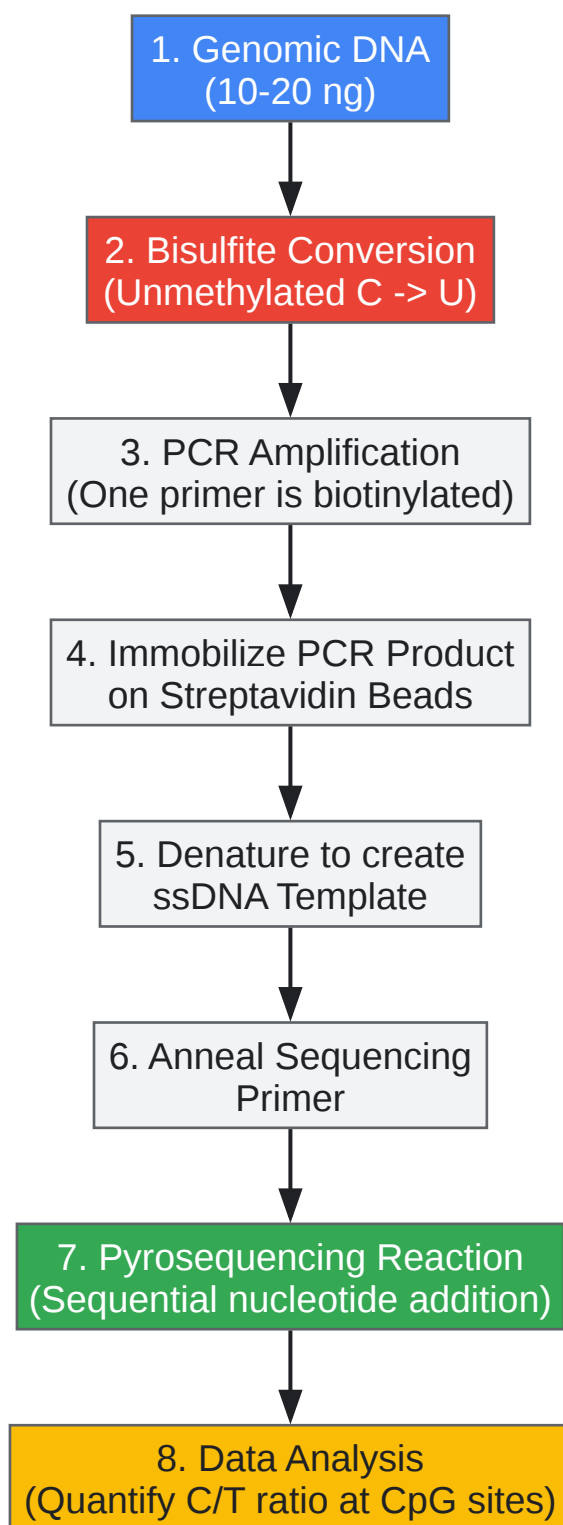 1. Genomic DNA
(10-20 ng)
2. Bisulfite Conversion
(Unmethylated C -> U)
3. PCR Amplification
(One primer is biotinylated)
4. Immobilize PCR Product
on Streptavidin Beads
5. Denature to create
ssDNA Template
6. Anneal Sequencing
Primer
7. Pyrosequencing Reaction
(Sequential nucleotide addition)
8. Data Analysis
(Quantify C/T ratio at CpG sites)